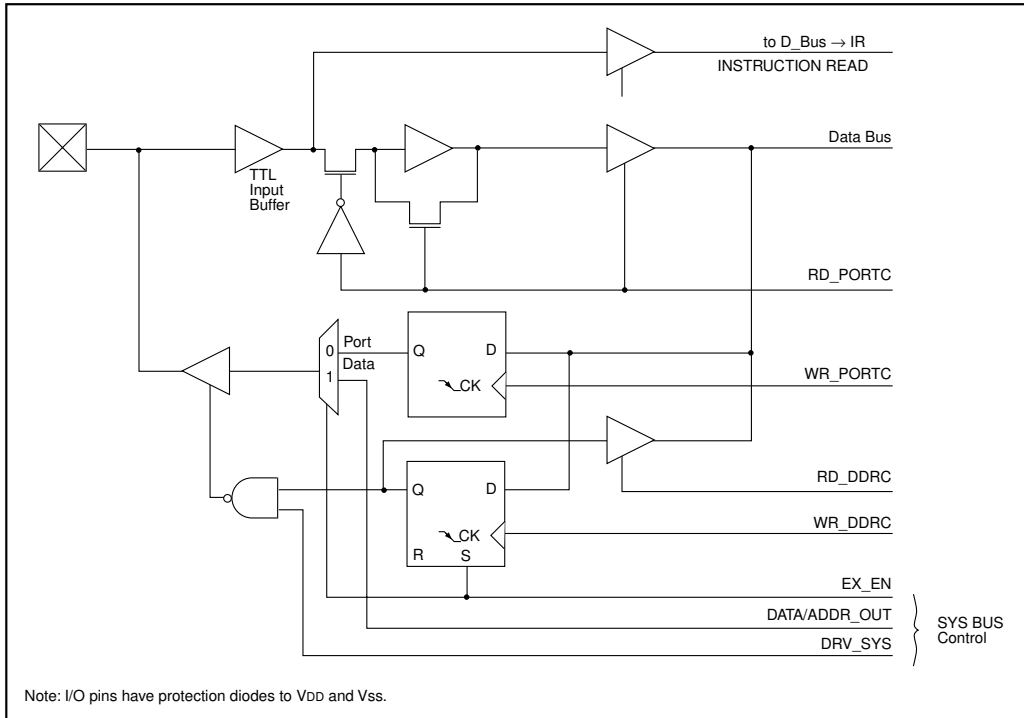 to D_Bus → IR
INSTRUCTION READ
Data Bus
TTL
Input
Buffer
RD_PORTC
0
Port
Q
D
1
Data
CK
WR_PORTC
RD_DDRC
Q
D
CK
WR_DDRC
R
S
EX_EN
DATA/ADDR_OUT
DRV_SYS
SYS BUS
Control
Note: I/O pins have protection diodes to VDD and Vss.